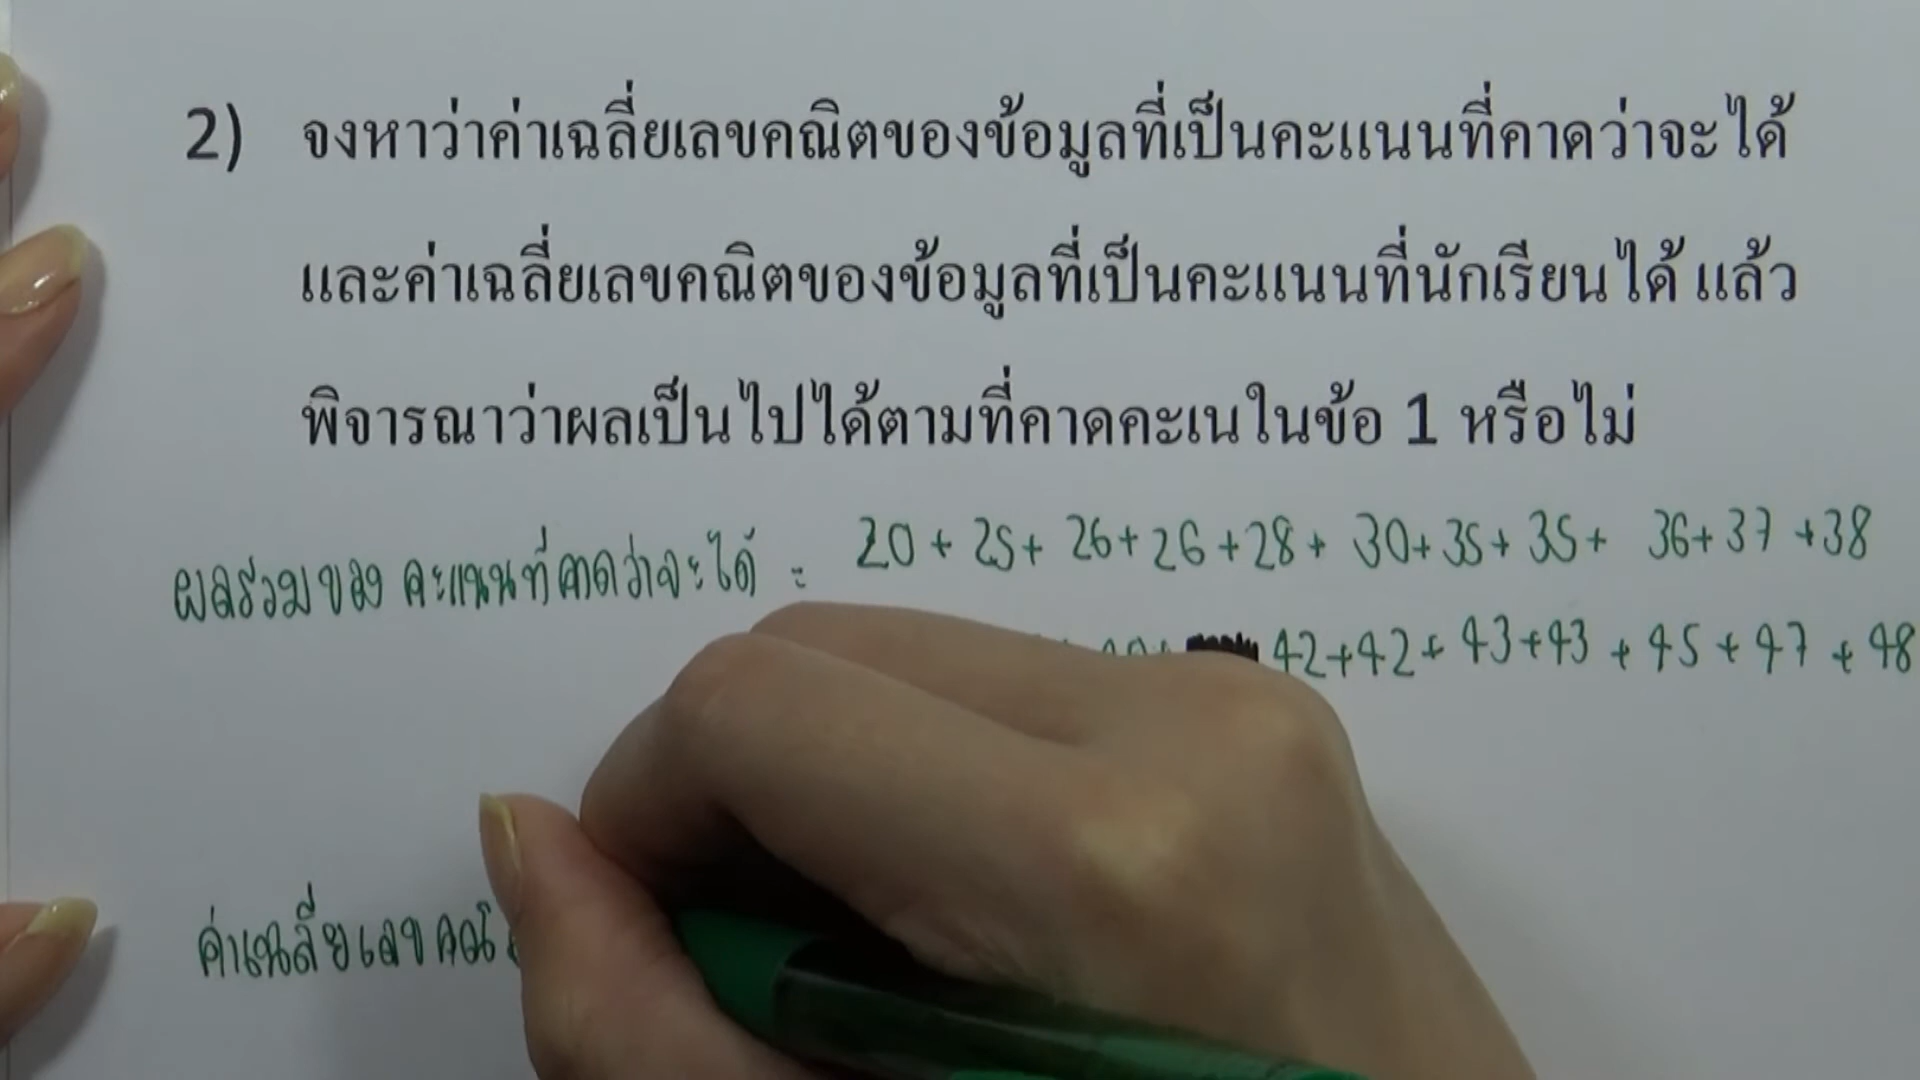 2) จงหาว่าค่าเฉลี่ยเลขคณิตของข้อมูลที่เป็นคะแนนที่คาดว่าจะได้
และค่าเฉลี่ยเลขคณิตของข้อมูลที่เป็นคะแนนที่นักเรียนได้ แล้ว
พิจารณาว่าผลเป็นไปได้ตามที่คาดคะเนในข้อ 1 หรือไม่
ผลรวมของ คะแนนที่คาดว่าจะได้ = 20 + 25 + 26 + 26 + 28 + 30 + 35 + 35 + 36 + 37 + 38
42 + 42 + 43 + 43 + 45 + 47 + 48
ค่าเฉลี่ยเลขคณิ